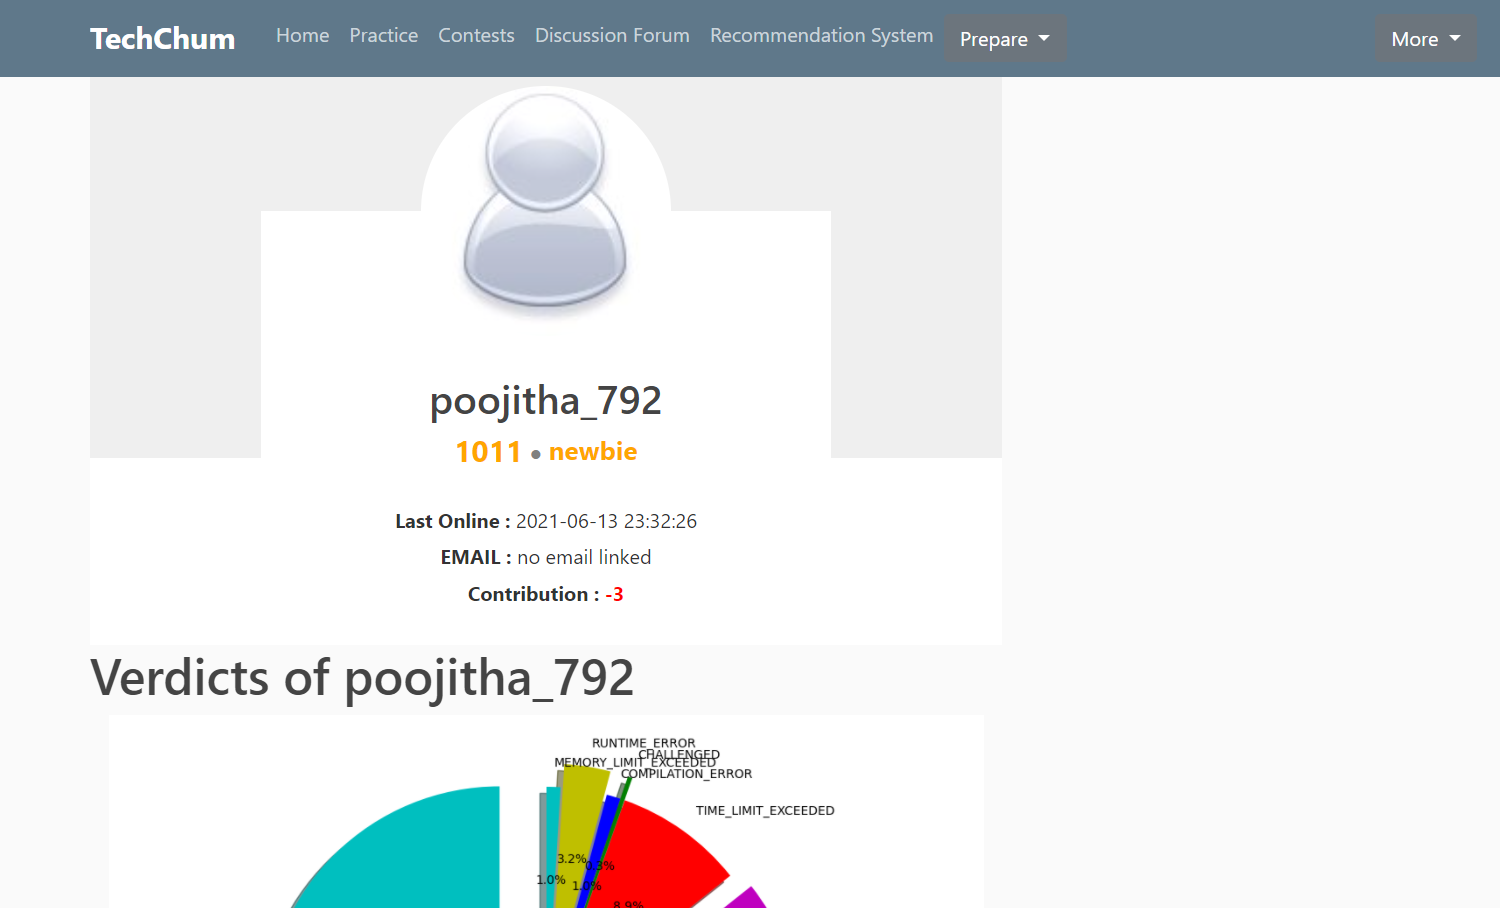 TechChum Home Practice Contests Discussion Forum Recommendation System Prepare More
poojitha_792
1011 • newbie
Last Online : 2021-06-13 23:32:26
EMAIL : no email linked
Contribution : -3
Verdicts of poojitha_792
RUNTIME_ERROR
CHALLENGED
MEMORY_LIMIT_EXCEEDED
COMPILATION_ERROR
TIME_LIMIT_EXCEEDED
3.2%
0.3%
1.0%
1.0%
8.9%